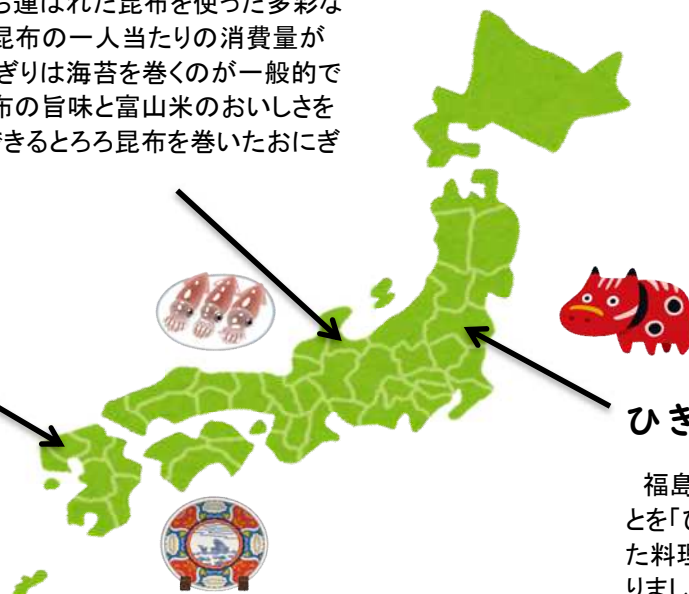 ち運ばれた昆布を使った多彩な
昆布の一人当たりの消費量が
ぎりは海苔を巻くのが一般的で
布の旨味と富山米のおいしさを
できるとろろ昆布を巻いたおにぎ
ひき
福島
とを「ひ
た料理
りまし